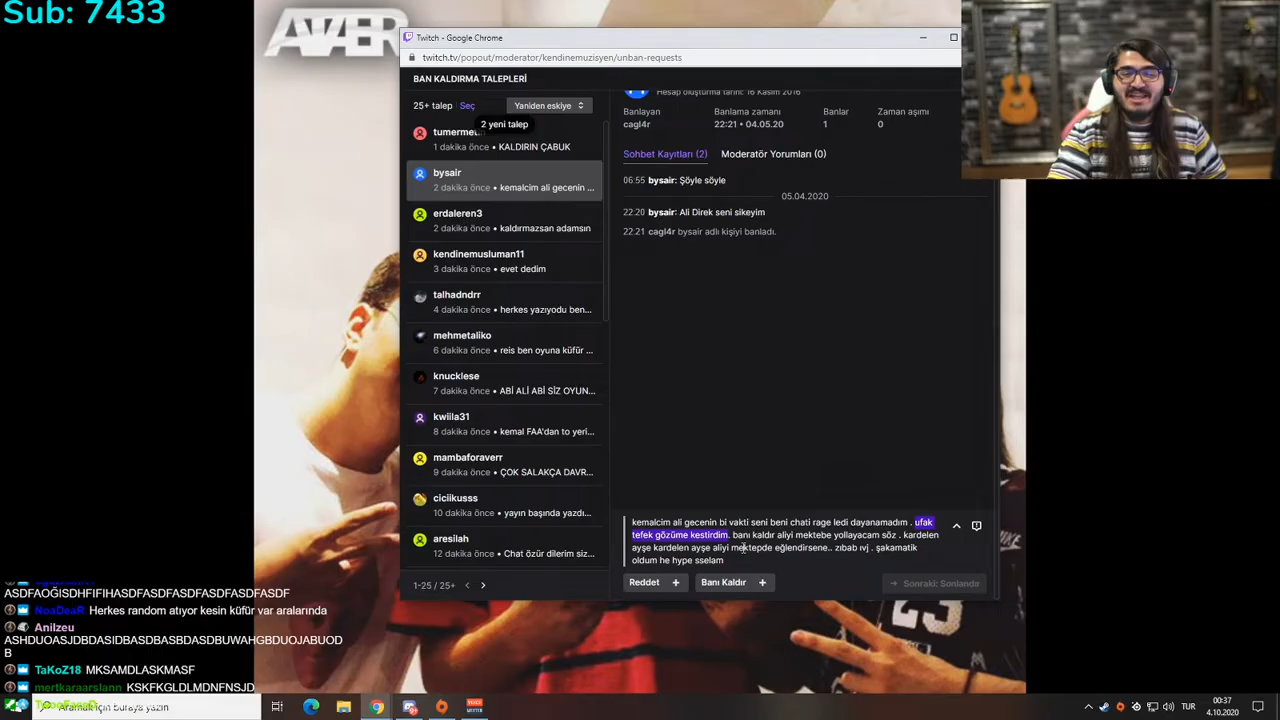 Sub: 7433
Twitch - Google Chrome
twitch.tv/popout/moderator/kendinemuzisyen/unban-requests
BAN KALDIRMA TALEPLERİ
25+ talep Seç Yaniden eskiye
2 yeni talep
1 dakika önce • KALDIRIN ÇABUK
bysair
2 dakika önce • kemalcim ali gecenin ...
erdaleren3
2 dakika önce • kaldırmazsan adamsın
kendinemusluman11
3 dakika önce • evet dedim
talhadndrr
4 dakika önce • herkes yazıyodu ben...
mehmetaliko
6 dakika önce • reis ben oyuna küfür ...
knucklese
7 dakika önce • ABİ ALİ ABİ SİZ OYUN...
kwiila31
8 dakika önce • kemal FAA'dan to yeri...
mambaforaverr
9 dakika önce • ÇOK SALAKÇA DAVR...
ciciikusss
10 dakika önce • yayın başında yazdı...
aresilah
12 dakika önce • Chat özür dilerim siz...
1-25 / 25+
Hesap oluşturma tarihi: 16 Kasım 2016
Banlayan Banlama zamanı Banlar Zaman aşımı
cagl4r 22:21 • 04.05.20 1 0
Sohbet Kayıtları (2) Moderatör Yorumları (0)
06:55 bysair: Şöyle söyle
05.04.2020
22:20 bysair: Ali Direk seni sikeyim
22:21 cagl4r bysair adlı kişiyi banladı.
kemalcim ali gecenin bi vakti seni beni chati rage ledi dayanamadım . ufak
tefek gözüme kestirdim. banı kaldır aliyi mektebe yollayacam söz . kardelen
ayşe kardelen ayşe aliyi mektepde eğlendirsene.. zıbab ıvj . şakamatik
oldum he hype sselam
Reddet + Banı Kaldır +
→ Sonraki: Sonlandır
ASDFAOĞISDHFIFIHASDFASDFASDFASDFASDF
NoaDeaR Herkes random atıyor kesin küfür var aralarında
Anilzeu
ASHDUOASJDBDASIDBASDBASBDASDBUWAHGBDUOJABUOD
B
TaKoZ18 MKSAMDLASKMASF
mertkaraarslann KSKFKGLDLMDNFNSJD
Aramak için buraya yazın
TUR
00:37
4.10.2020
23